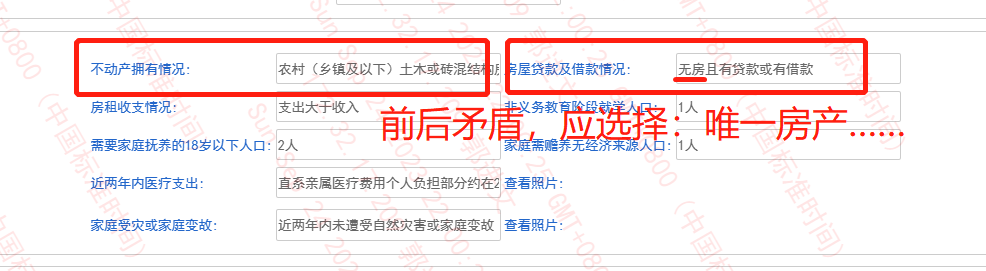 不动产拥有情况： 农村（乡镇及以下）土木或砖混结构房 房屋贷款及借款情况： 无房且有贷款或有借款
房租收支情况： 支出大于收入 非义务教育阶段就学人口： 1人
前后矛盾，应选择：唯一房产......
需要家庭抚养的18岁以下人口： 2人 家庭需赡养无经济来源人口： 1人
近两年内医疗支出： 直系亲属医疗费用个人负担部分约在2 查看照片：
家庭受灾或家庭变故： 近两年内未遭受自然灾害或家庭变故 查看照片：